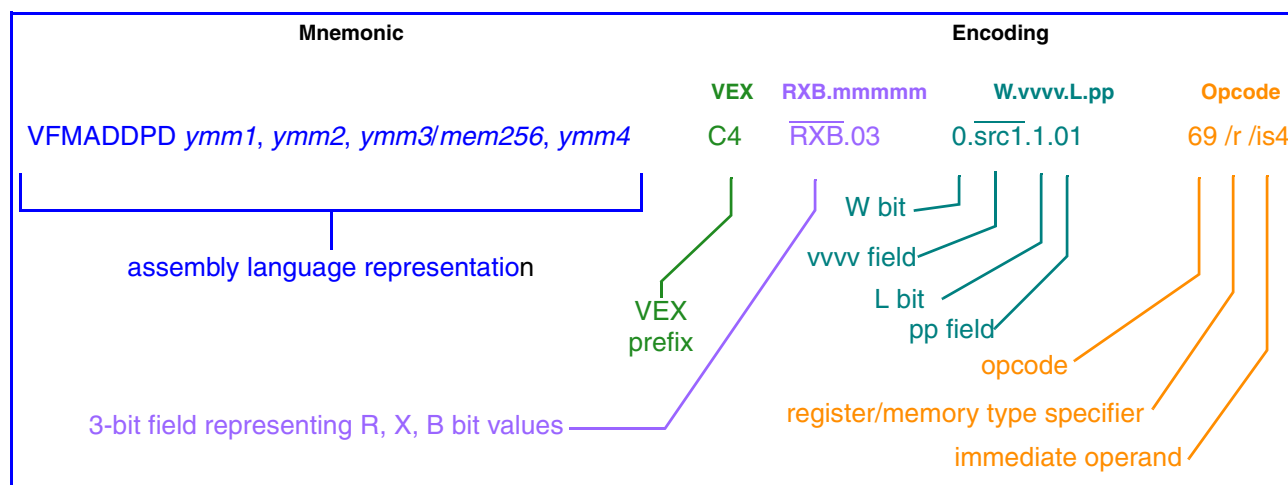 Mnemonic Encoding
VEX RXB.mmmmm W.vvvv.L.pp Opcode
VFMADDPD ymm1, ymm2, ymm3/mem256, ymm4 C4 RXB.03 0.src1.1.01 69 /r /is4
W bit
vvvv field
assembly language representation
L bit
VEX
prefix
pp field
opcode
register/memory type specifier
3-bit field representing R, X, B bit values
immediate operand